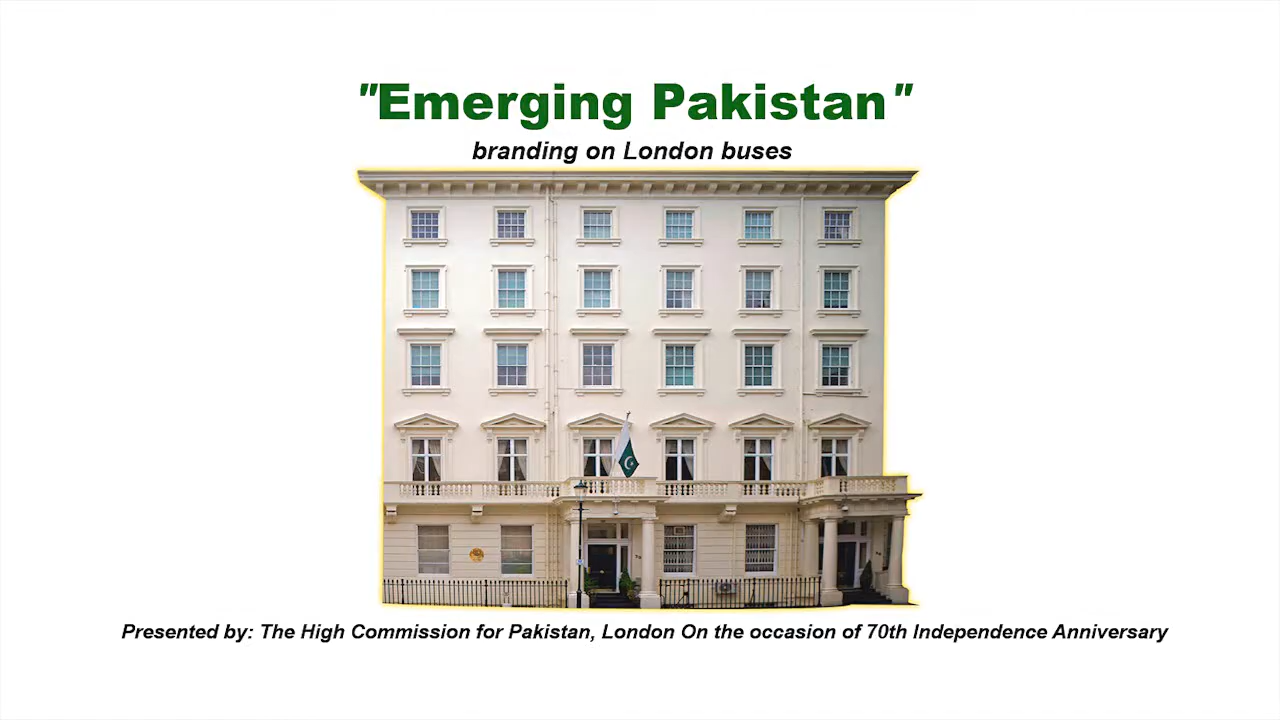 "Emerging Pakistan"
branding on London buses
Presented by: The High Commission for Pakistan, London On the occasion of 70th Independence Anniversary